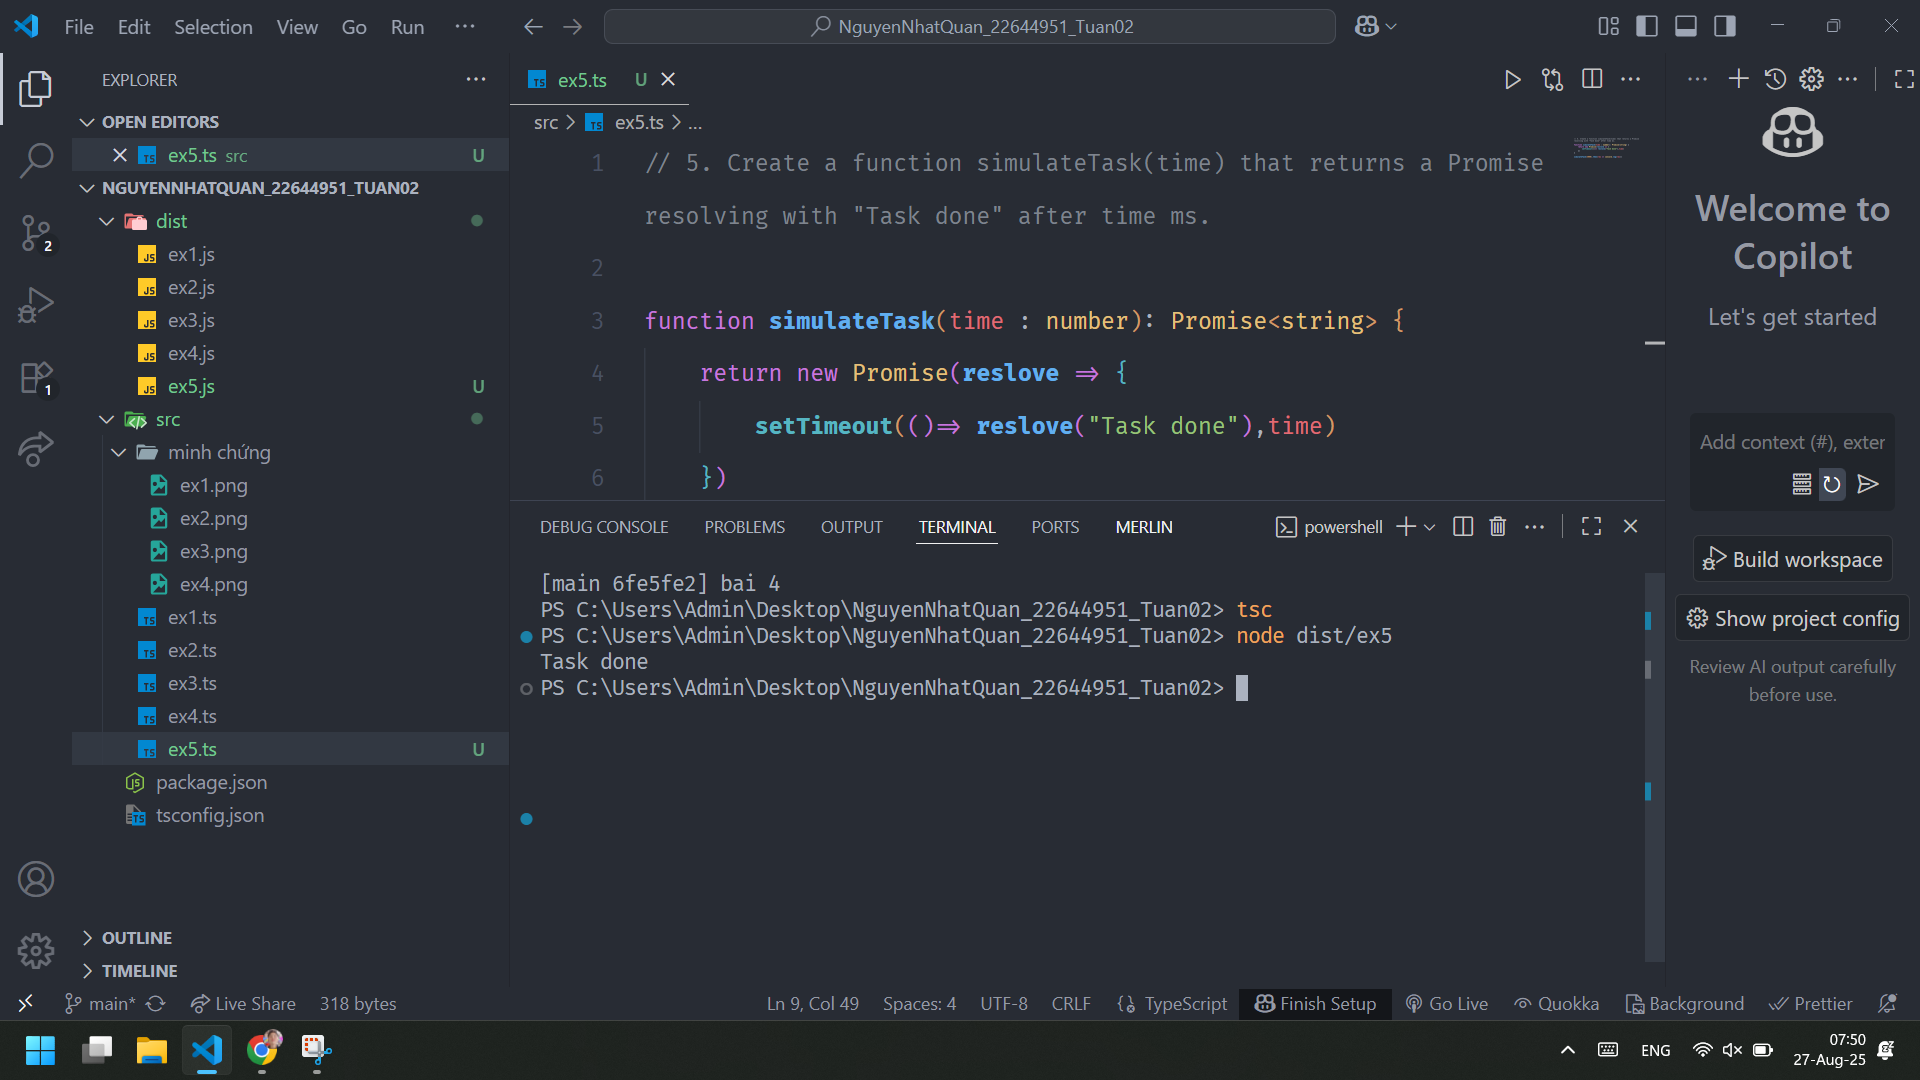 File Edit Selection View Go Run ...
NguyenNhatQuan_22644951_Tuan02
EXPLORER
OPEN EDITORS
ex5.ts src U
NGUYENNHATQUAN_22644951_TUAN02
dist
ex1.js
ex2.js
ex3.js
ex4.js
ex5.js U
src
minh chứng
ex1.png
ex2.png
ex3.png
ex4.png
ex1.ts
ex2.ts
ex3.ts
ex4.ts
ex5.ts U
package.json
tsconfig.json
OUTLINE
TIMELINE
2
1
ex5.ts U
src > ex5.ts > ...
1 // 5. Create a function simulateTask(time) that returns a Promise
resolving with "Task done" after time ms.
2
3 function simulateTask(time : number): Promise<string> {
4 return new Promise(reslove => {
5 setTimeout(()=> reslove("Task done"),time)
6 })
DEBUG CONSOLE PROBLEMS OUTPUT TERMINAL PORTS MERLIN
powershell
[main 6fe5fe2] bai 4
PS C:\Users\Admin\Desktop\NguyenNhatQuan_22644951_Tuan02> tsc
PS C:\Users\Admin\Desktop\NguyenNhatQuan_22644951_Tuan02> node dist/ex5
Task done
PS C:\Users\Admin\Desktop\NguyenNhatQuan_22644951_Tuan02>
Welcome to
Copilot
Let's get started
Add context (#), exter
Build workspace
Show project config
Review AI output carefully
before use.
main* Live Share 318 bytes Ln 9, Col 49 Spaces: 4 UTF-8 CRLF {} TypeScript Finish Setup Go Live Quokka Background Prettier
ENG
07:50
27-Aug-25